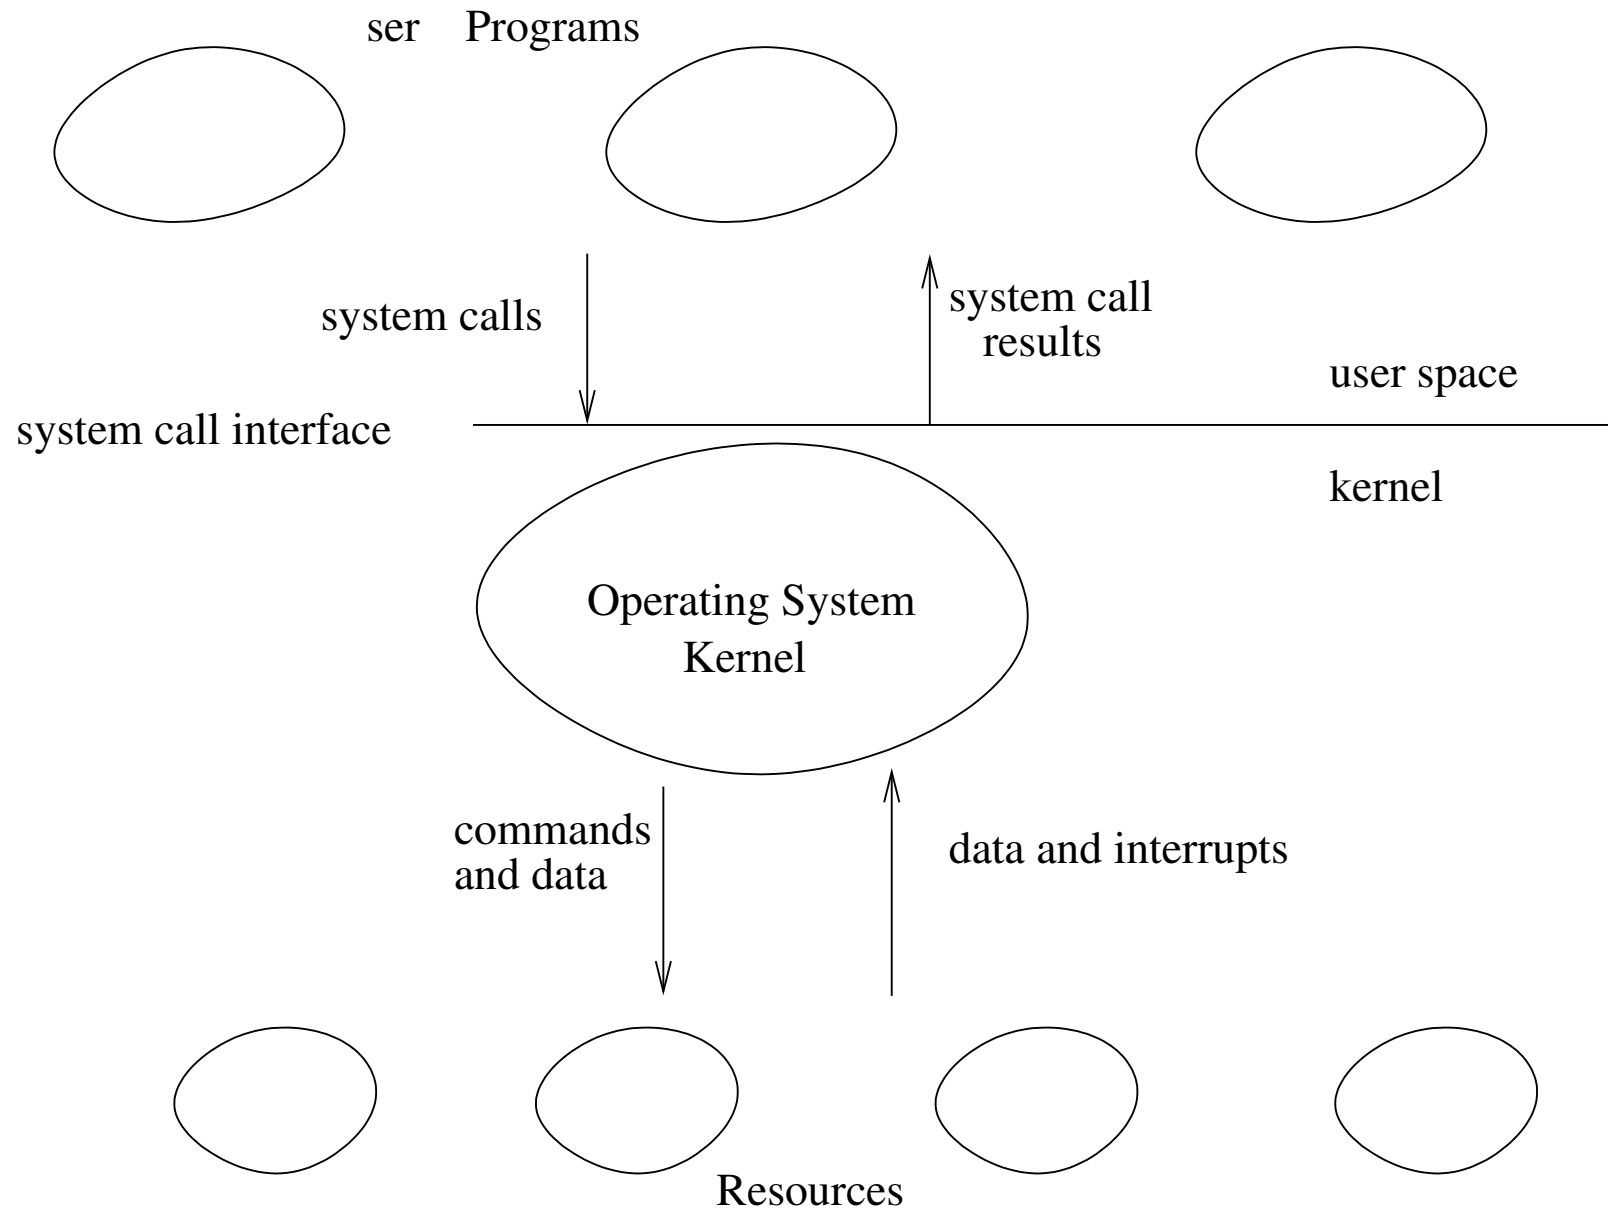 ser Programs
system calls
system call
results
user space
system call interface
kernel
Operating System
Kernel
commands
and data
data and interrupts
Resources